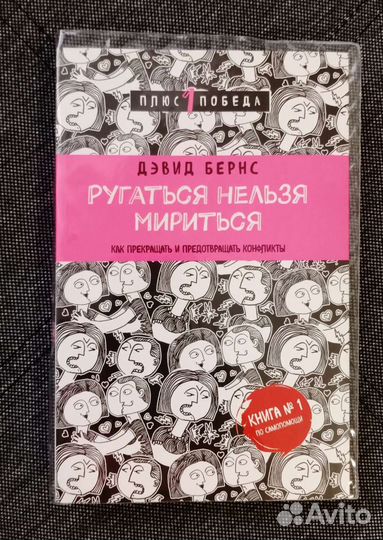 ПЛЮС 1 ПОБЕДА
ДЭВИД БЕРНС
РУГАТЬСЯ НЕЛЬЗЯ
МИРИТЬСЯ
КАК ПРЕКРАЩАТЬ И ПРЕДОТВРАЩАТЬ КОНФЛИКТЫ
КНИГА № 1
ПО САМОПОМОЩИ
Avito